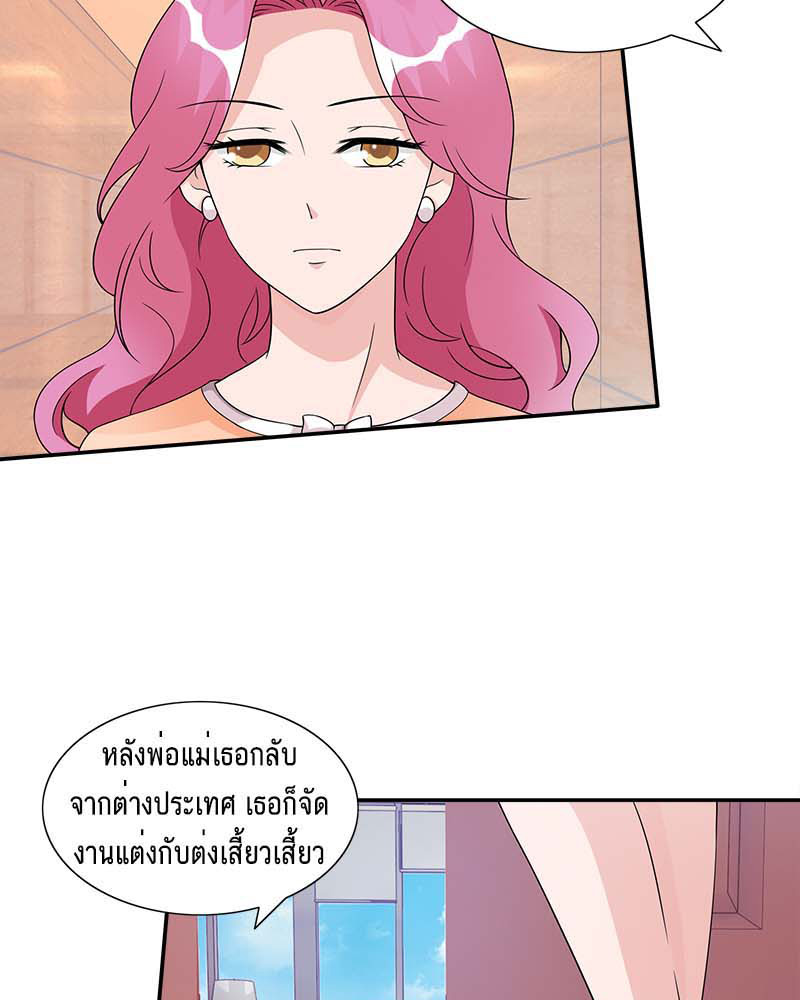 หลังพ่อแม่เธอกลับ
จากต่างประเทศ เธอก็จัด
งานแต่งกับต่งเสี้ยวเสี้ยว